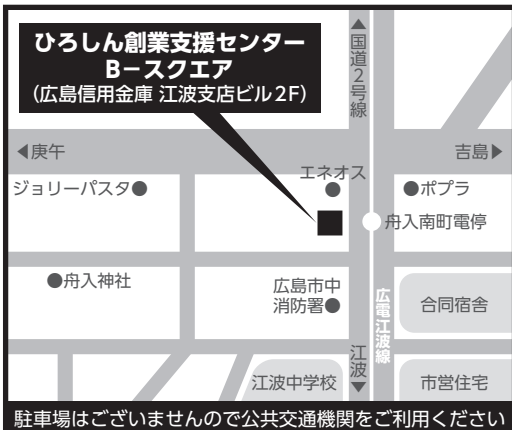 ひろしん創業支援センター
B－スクエア
(広島信用金庫 江波支店ビル2F)
▲国道2号線
◀庚午
吉島▶
エネオス
ジョリーパスタ●
●ポプラ
舟入南町電停
●舟入神社
広島市中
消防署●
広電江波線
合同宿舎
江波▼
江波中学校
市営住宅
駐車場はございませんので公共交通機関をご利用ください